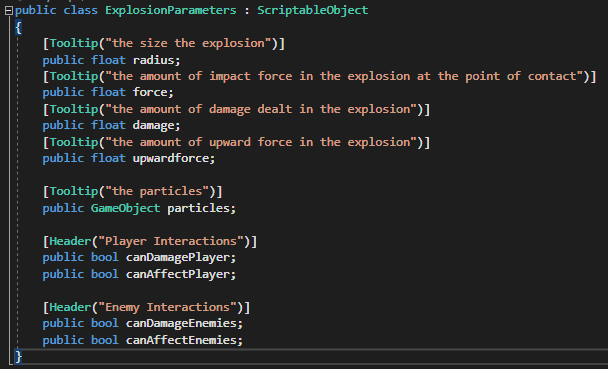 public class ExplosionParameters : ScriptableObject
{
[Tooltip("the size the explosion")]
public float radius;
[Tooltip("the amount of impact force in the explosion at the point of contact")]
public float force;
[Tooltip("the amount of damage dealt in the explosion")]
public float damage;
[Tooltip("the amount of upward force in the explosion")]
public float upwardforce;
[Tooltip("the particles")]
public GameObject particles;
[Header("Player Interactions")]
public bool canDamagePlayer;
public bool canAffectPlayer;
[Header("Enemy Interactions")]
public bool canDamageEnemies;
public bool canAffectEnemies;
}